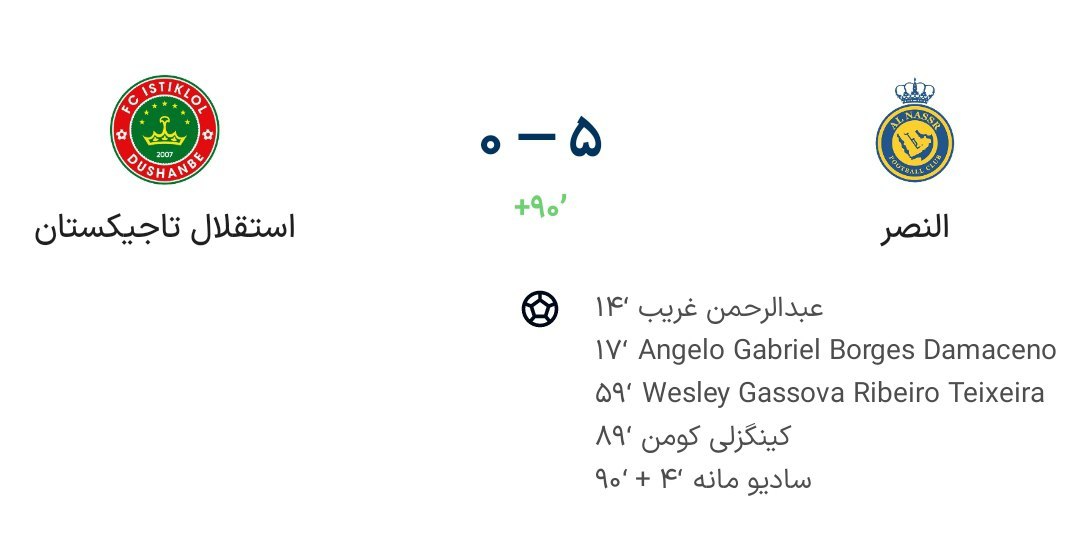 FC ISTIKLOL
2007
DUSHANBE
AL NASSR
FOOTBALL CLUB
۵ – ۰
+۹۰’
النصر
استقلال تاجیکستان
عبدالرحمن غریب ‘۱۴
۱۷‘ Angelo Gabriel Borges Damaceno
۵۹‘ Wesley Gassova Ribeiro Teixeira
کینگزلی کومن ‘۸۹
سادیو مانه ‘۴ + ‘۹۰